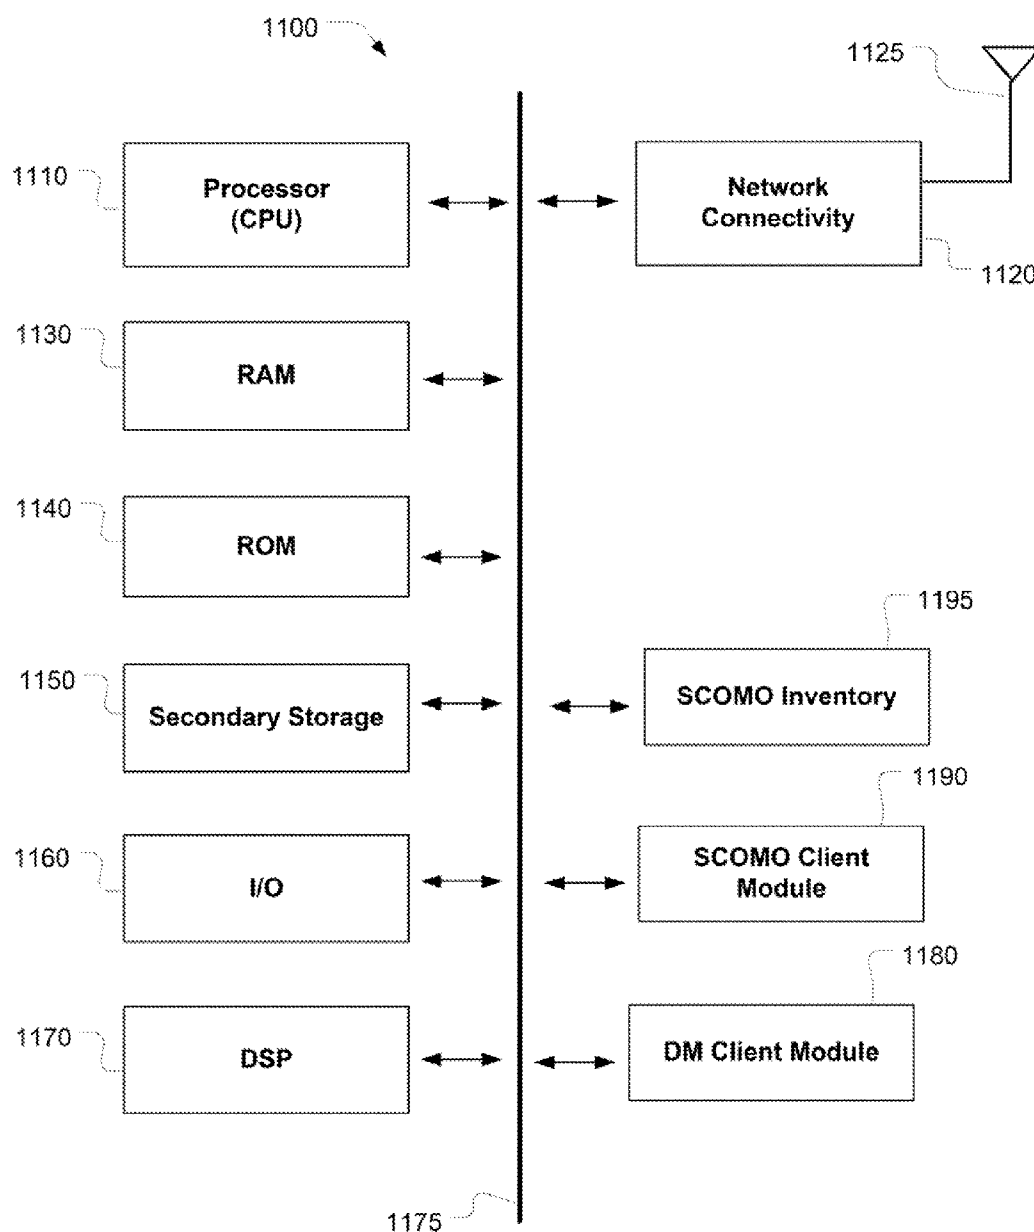 1100
1125
1110
Processor
(CPU)
Network
Connectivity
1120
1130
RAM
1140
ROM
1195
1150
Secondary Storage
SCOMO Inventory
1190
1160
I/O
SCOMO Client
Module
1180
1170
DSP
DM Client Module
1175